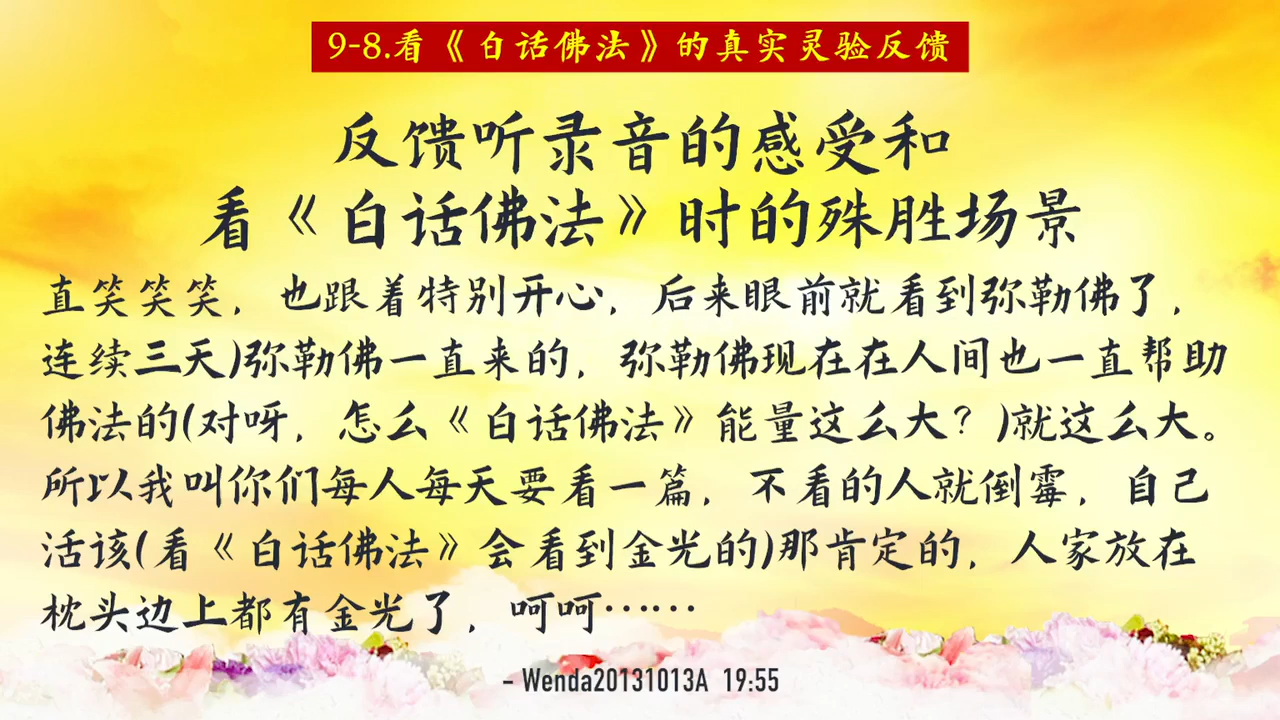 9-8.看《白话佛法》的真实灵验反馈
反馈听录音的感受和
看《白话佛法》时的殊胜场景
直笑笑笑，也跟着特别开心，后来眼前就看到弥勒佛了，
连续三天)弥勒佛一直来的，弥勒佛现在在人间也一直帮助
佛法的(对呀，怎么《白话佛法》能量这么大？)就这么大。
所以我叫你们每人每天要看一篇，不看的人就倒霉，自己
活该(看《白话佛法》会看到金光的)那肯定的，人家放在
枕头边上都有金光了，呵呵……
- Wenda20131013A 19:55